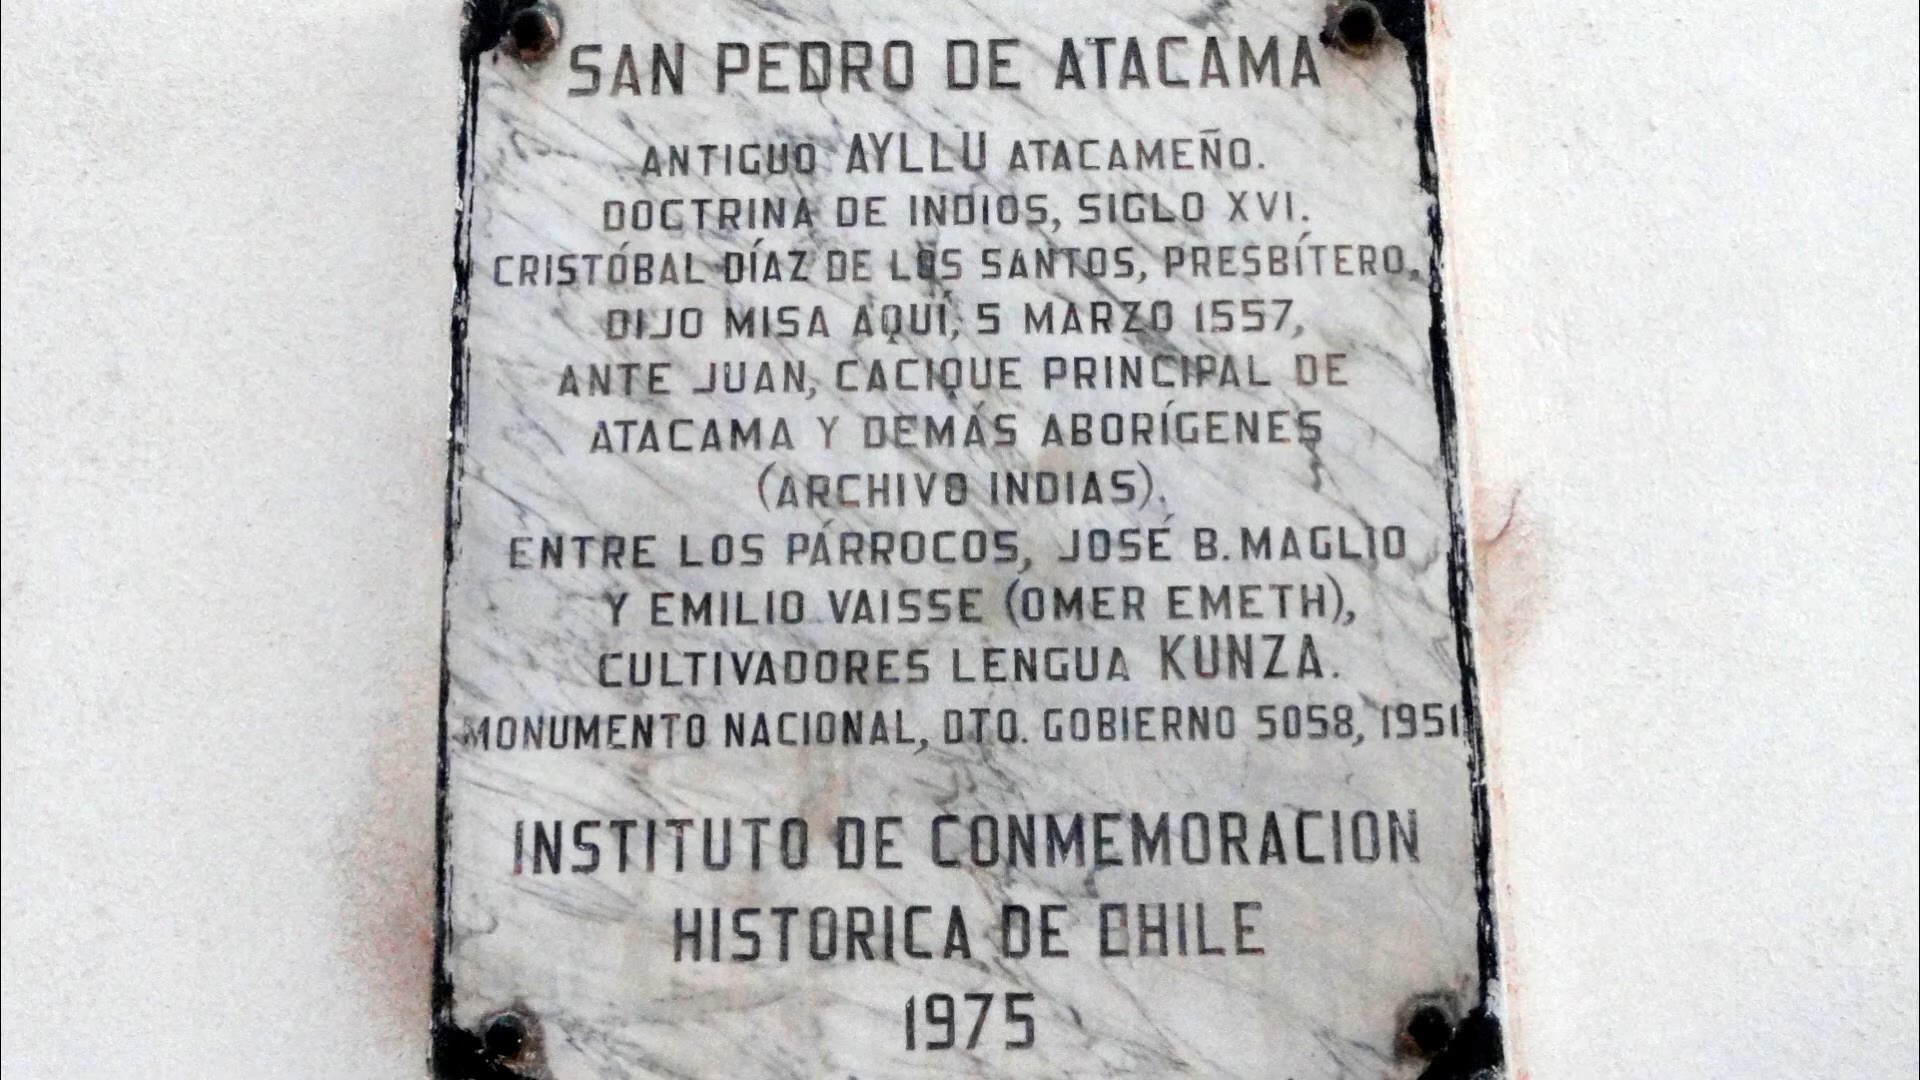 SAN PEDRO DE ATACAMA
ANTIGUO AYLLU ATACAMEÑO.
DOCTRINA DE INDIOS, SIGLO XVI.
CRISTÓBAL DÍAZ DE LOS SANTOS, PRESBÍTERO,
DIJO MISA AQUÍ, 5 MARZO 1557,
ANTE JUAN, CACIQUE PRINCIPAL DE
ATACAMA Y DEMÁS ABORÍGENES
(ARCHIVO INDIAS).
ENTRE LOS PÁRROCOS, JOSÉ B. MAGLIO
Y EMILIO VAISSE (OMER EMETH),
CULTIVADORES LENGUA KUNZA.
MONUMENTO NACIONAL, DTO. GOBIERNO 5058, 1951
INSTITUTO DE CONMEMORACION
HISTORICA DE CHILE
1975